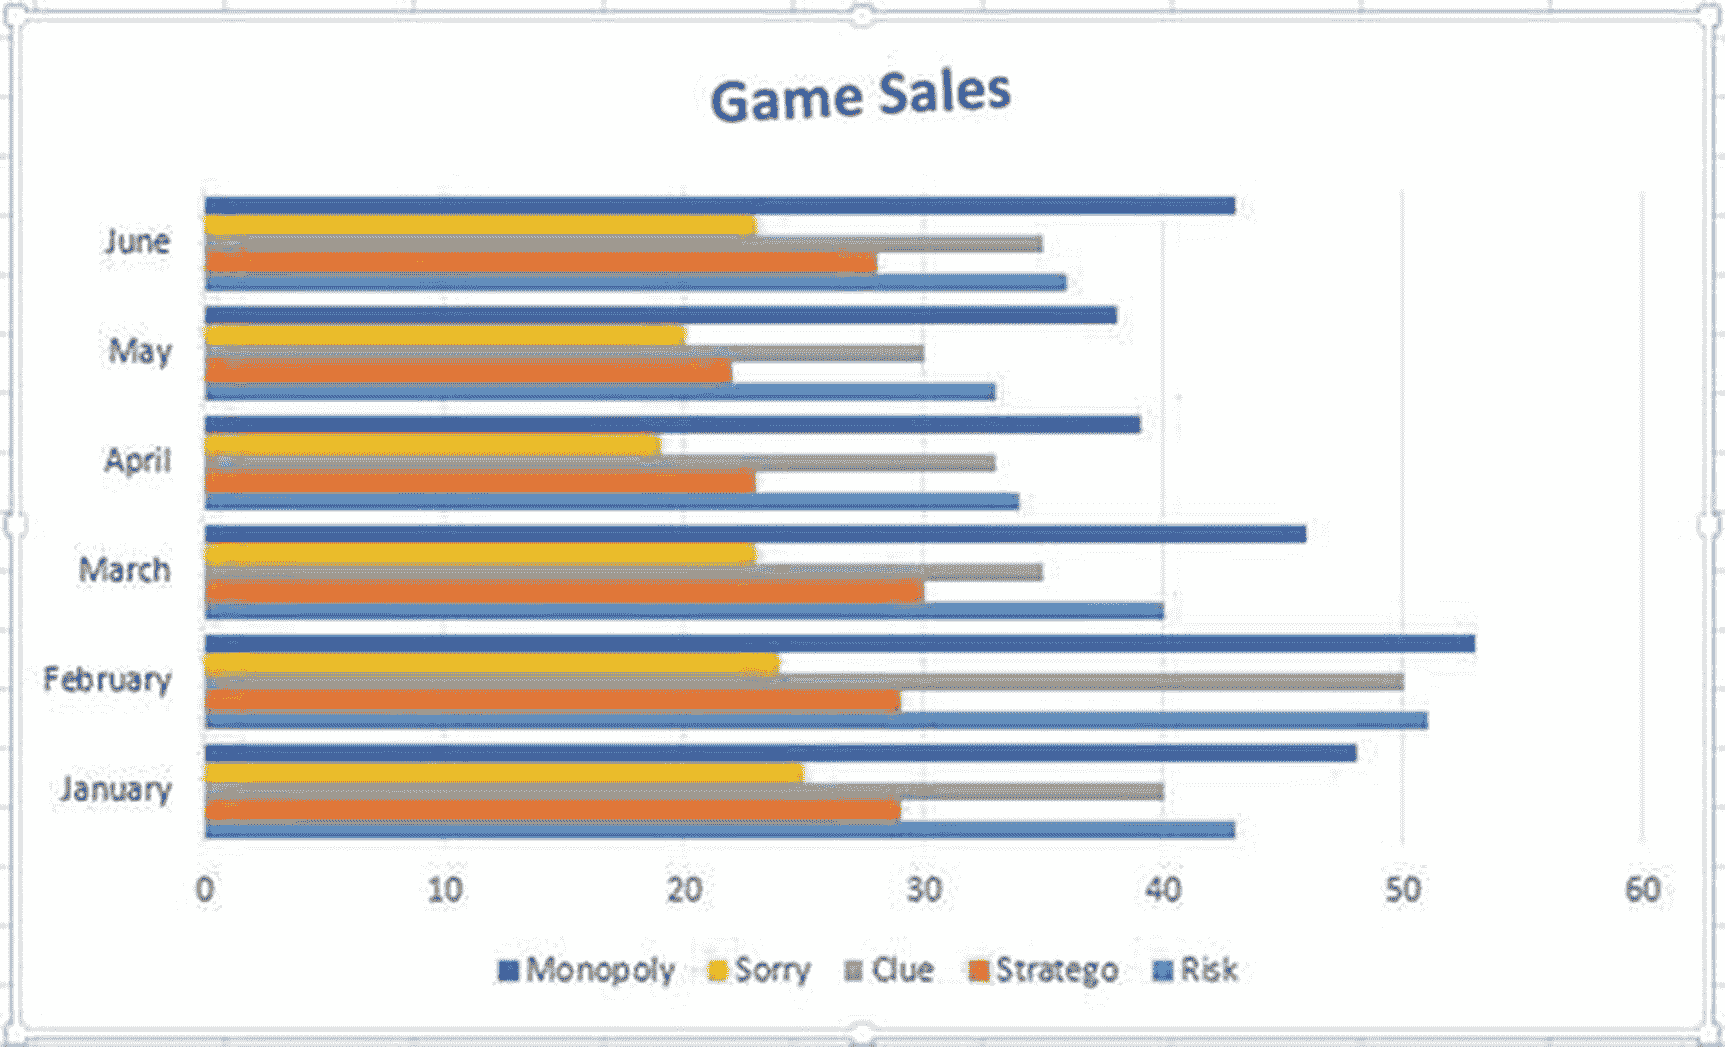 Game Sales
June
May
April
March
February
January
0 10 20 30 40 50 60
Monopoly Sorry Clue Stratego Risk